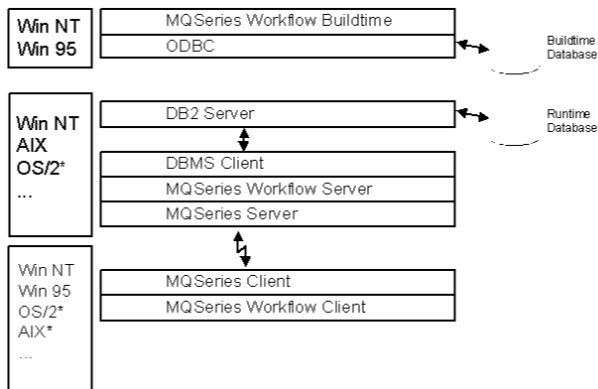 Win NT
Win 95
MQSeries Workflow Buildtime
ODBC
Buildtime
Database
Win NT
AIX
OS/2*
...
DB2 Server
Runtime
Database
DBMS Client
MQSeries Workflow Server
MQSeries Server
Win NT
Win 95
OS/2*
AIX*
...
MQSeries Client
MQSeries Workflow Client